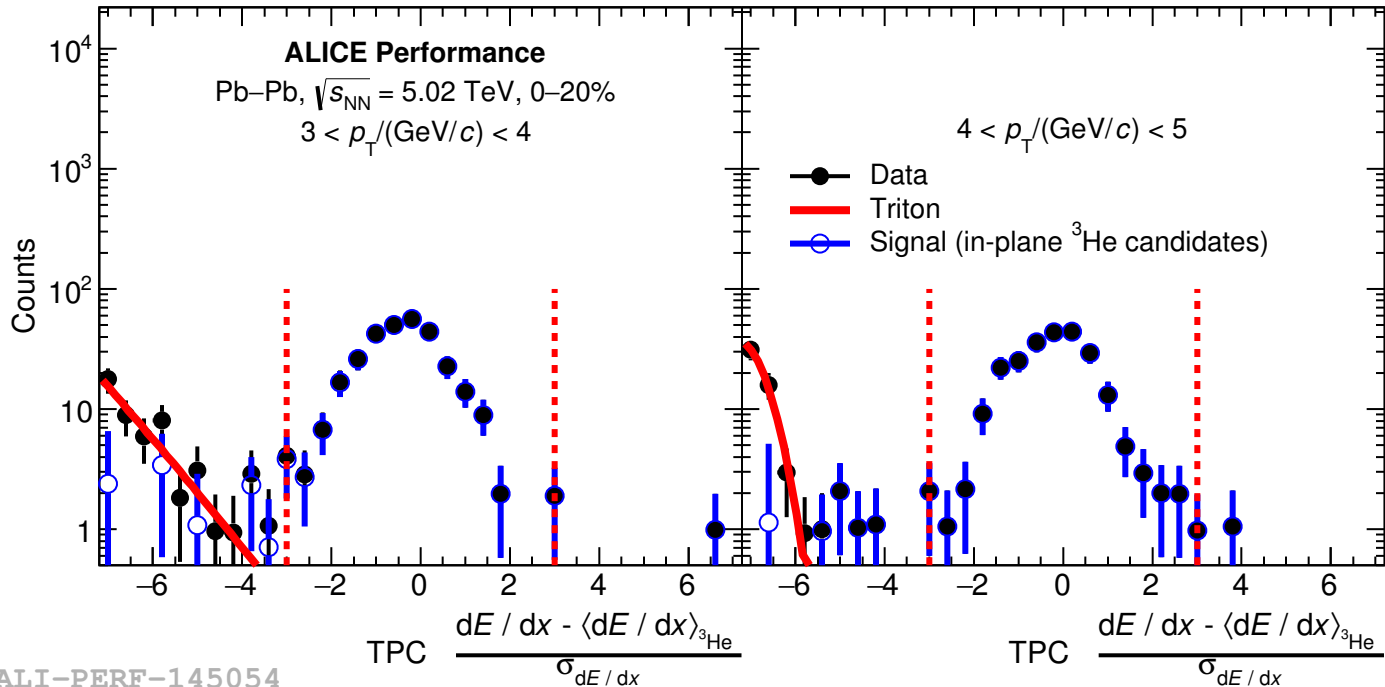 ALICE Performance
Pb–Pb, √sNN = 5.02 TeV, 0–20%
3 < pT/(GeV/c) < 4
4 < pT/(GeV/c) < 5
Data
Triton
Signal (in-plane 3He candidates)
Counts
10^4
10^3
10^2
10
1
−6 −4 −2 0 2 4 6
−6 −4 −2 0 2 4 6
TPC dE / dx - ⟨dE / dx⟩3He
σdE / dx
TPC dE / dx - ⟨dE / dx⟩3He
σdE / dx
ALI-PERF-145054